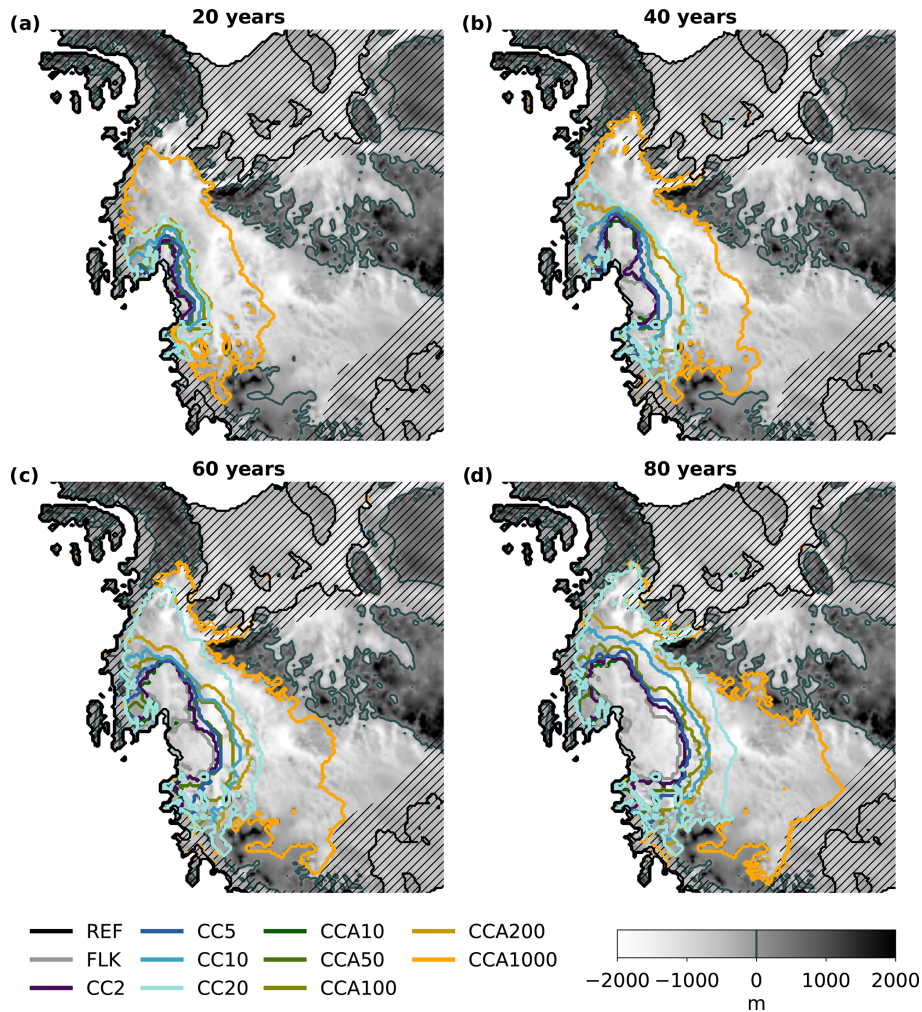 (a) 20 years
(b) 40 years
(c) 60 years
(d) 80 years
REF CC5 CCA10 CCA200
FLK CC10 CCA50 CCA1000
CC2 CC20 CCA100
−2000 −1000 0 1000 2000
m